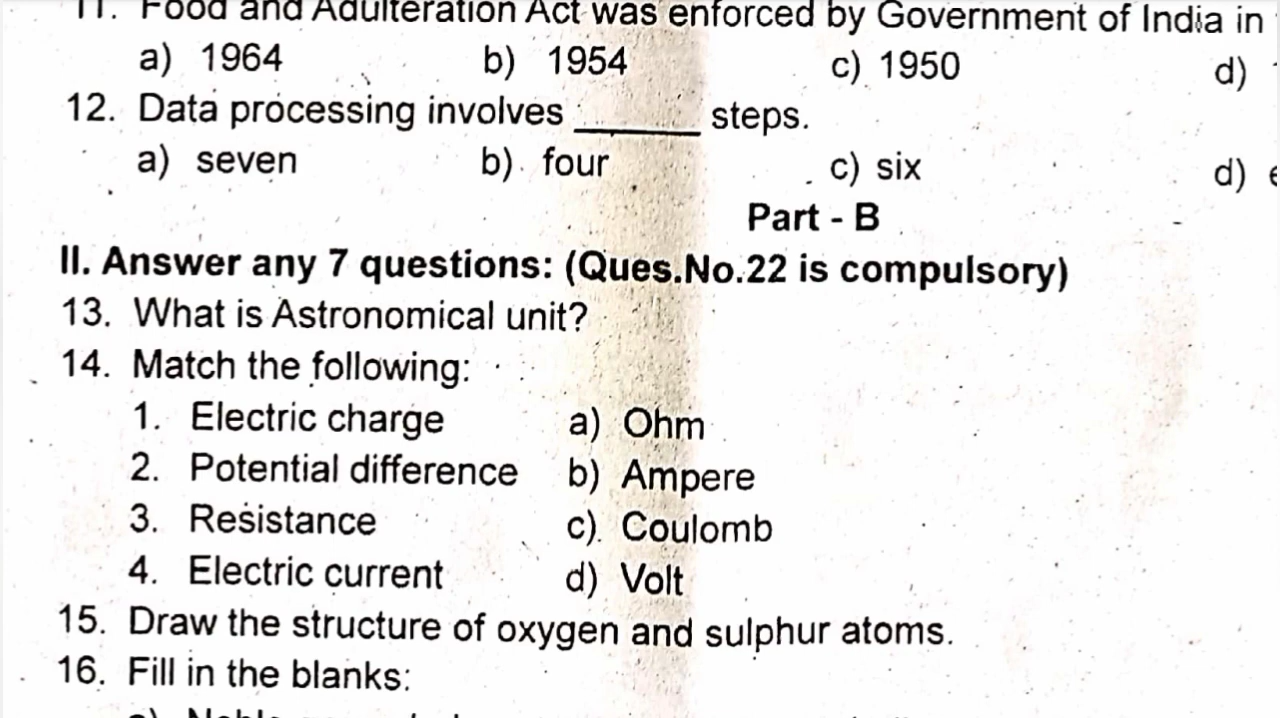 11. Food and Adulteration Act was enforced by Government of India in
a) 1964 b) 1954 c) 1950 d)
12. Data processing involves ______ steps.
a) seven b) four c) six d)
Part - B
II. Answer any 7 questions: (Ques.No.22 is compulsory)
13. What is Astronomical unit?
14. Match the following:
1. Electric charge a) Ohm
2. Potential difference b) Ampere
3. Resistance c) Coulomb
4. Electric current d) Volt
15. Draw the structure of oxygen and sulphur atoms.
16. Fill in the blanks: